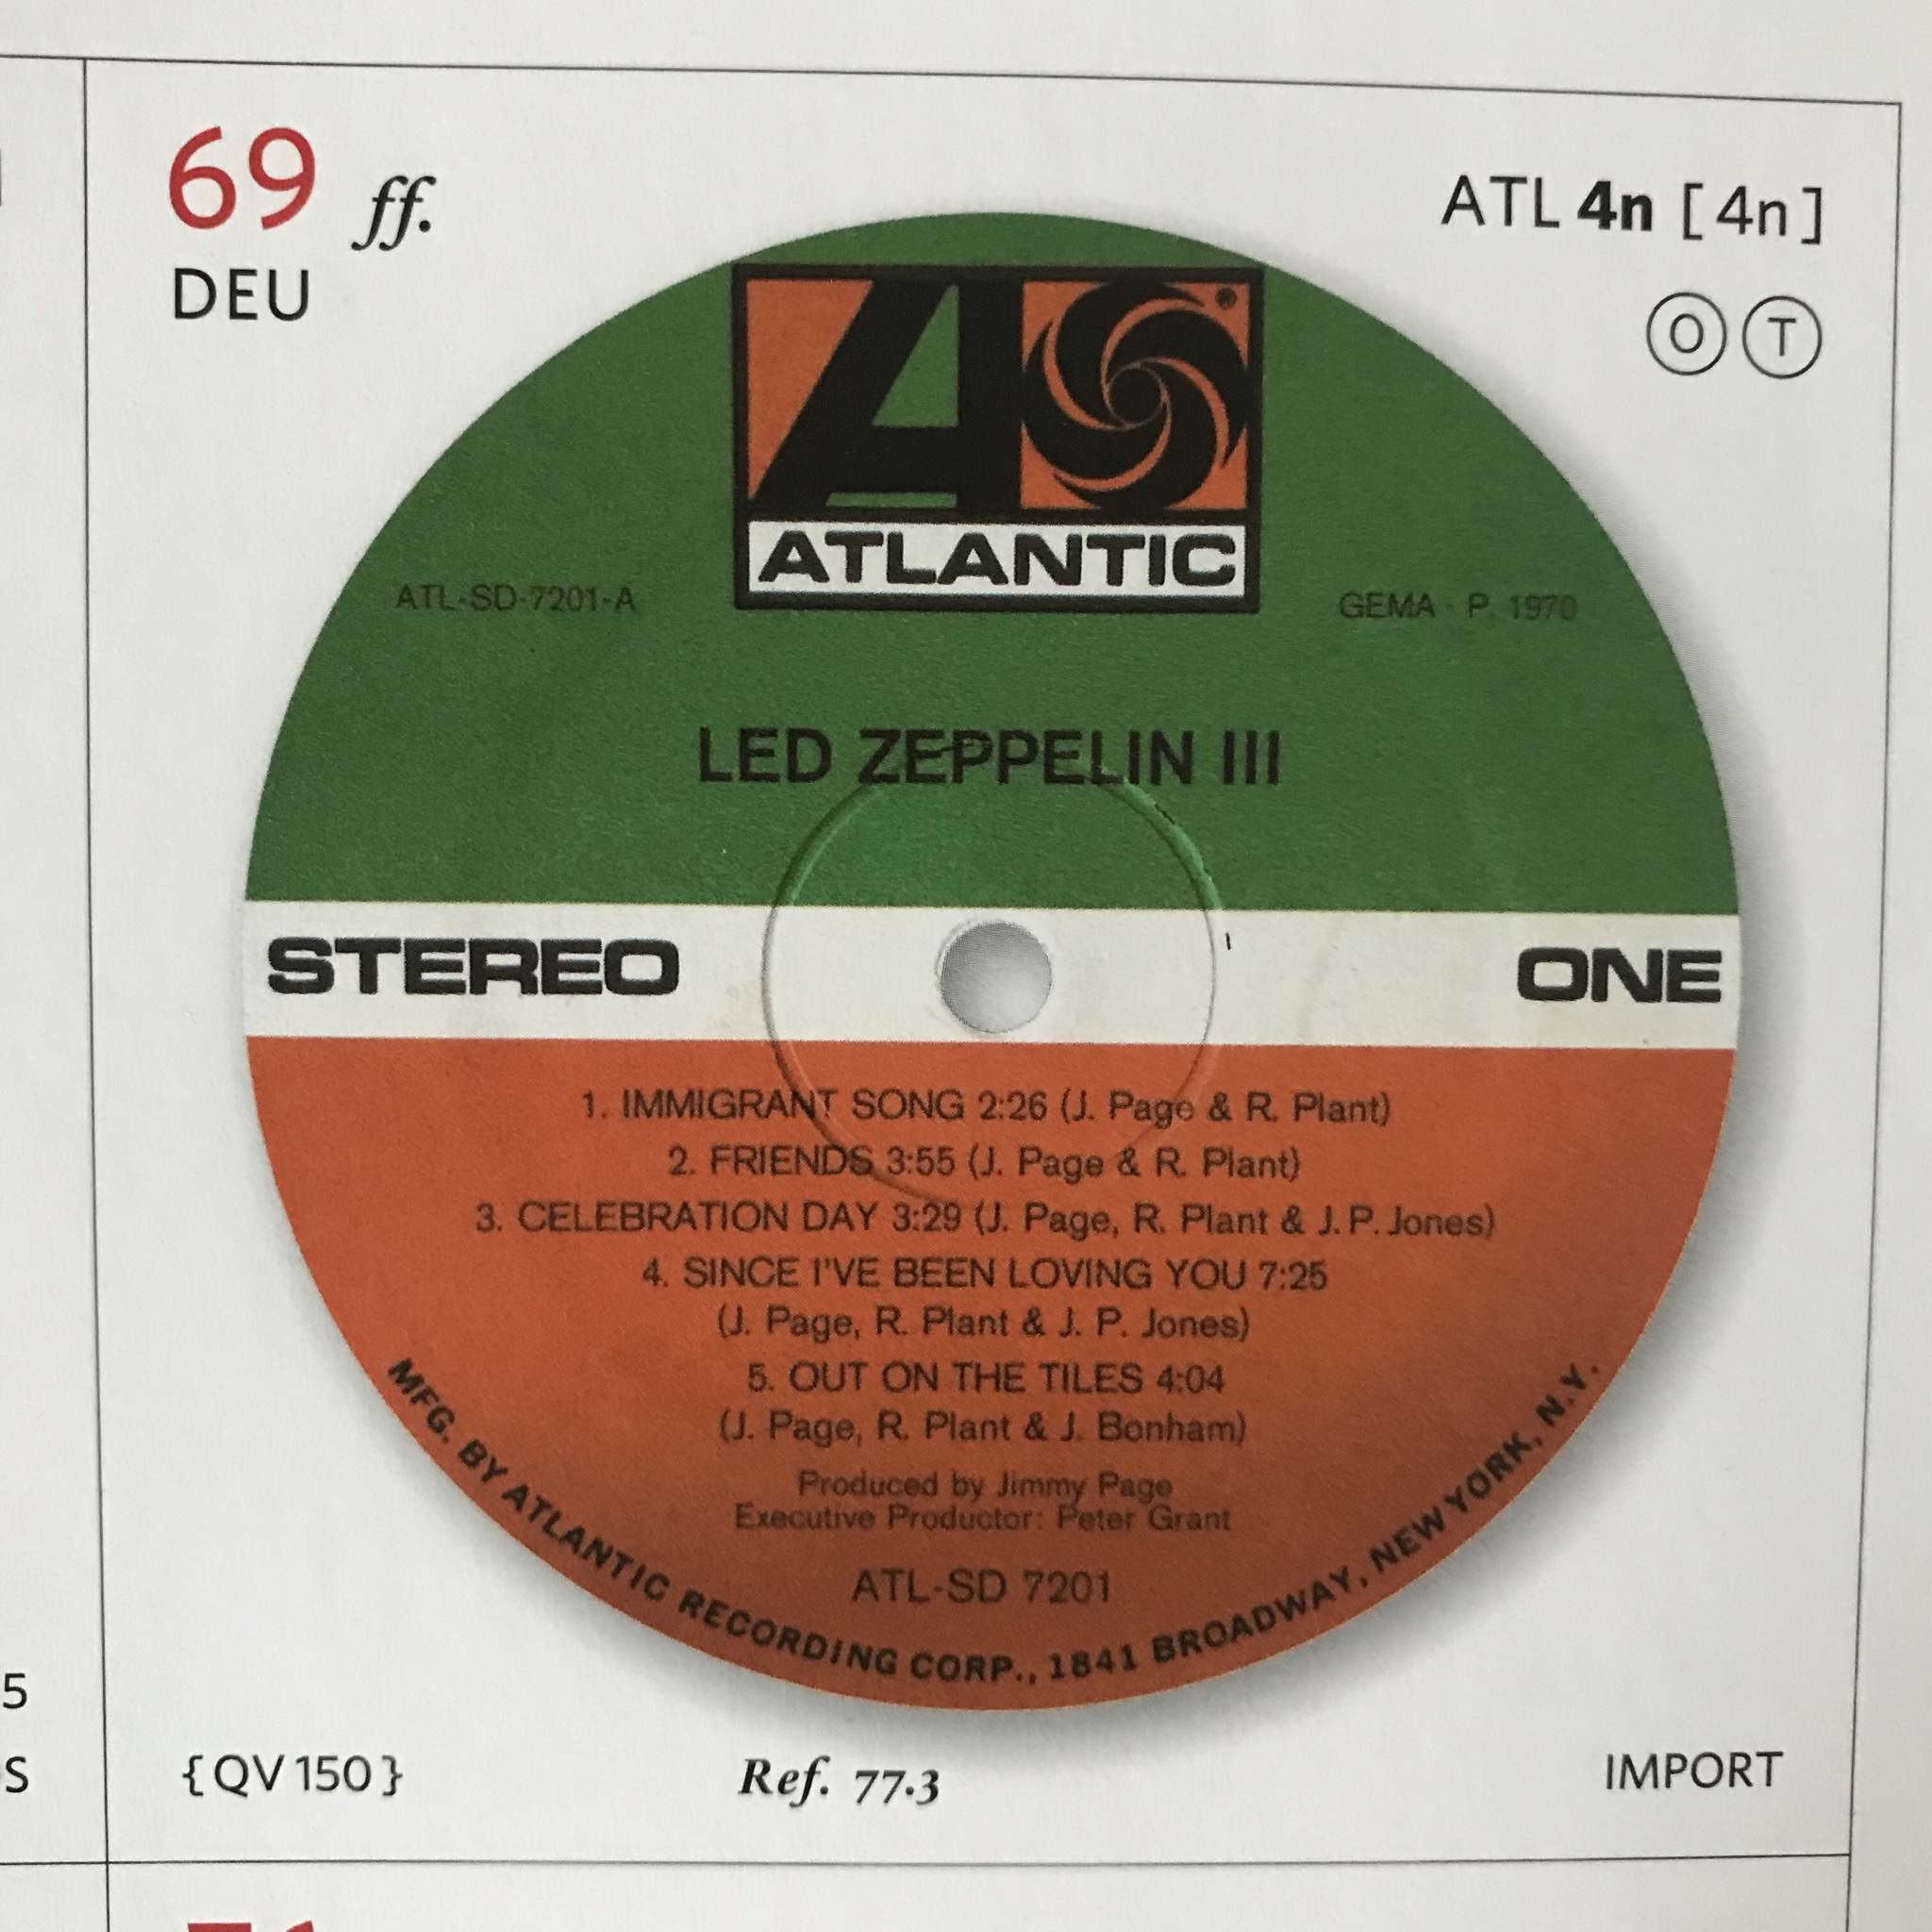 69 ff.
DEU
ATL 4n [4n]
O T
®
ATLANTIC
ATL-SD-7201-A
GEMA · P. 1970
LED ZEPPELIN III
STEREO
ONE
1. IMMIGRANT SONG 2:26 (J. Page & R. Plant)
2. FRIENDS 3:55 (J. Page & R. Plant)
3. CELEBRATION DAY 3:29 (J. Page, R. Plant & J. P. Jones)
4. SINCE I'VE BEEN LOVING YOU 7:25
(J. Page, R. Plant & J. P. Jones)
5. OUT ON THE TILES 4:04
(J. Page, R. Plant & J. Bonham)
Produced by Jimmy Page
Executive Productor: Peter Grant
ATL-SD 7201
MFG. BY ATLANTIC RECORDING CORP., 1841 BROADWAY, NEW YORK, N.Y.
5
S
{QV 150}
Ref. 77.3
IMPORT